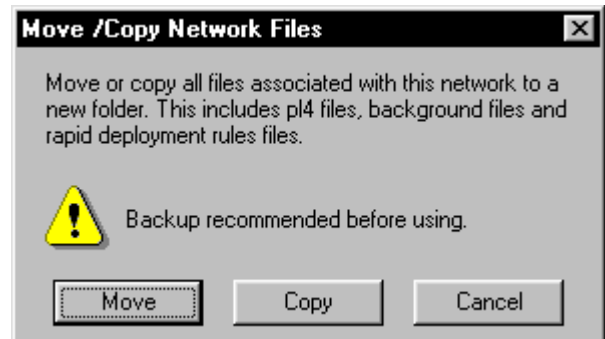 Move /Copy Network Files
Move or copy all files associated with this network to a
new folder. This includes pl4 files, background files and
rapid deployment rules files.
Backup recommended before using.
Move
Copy
Cancel